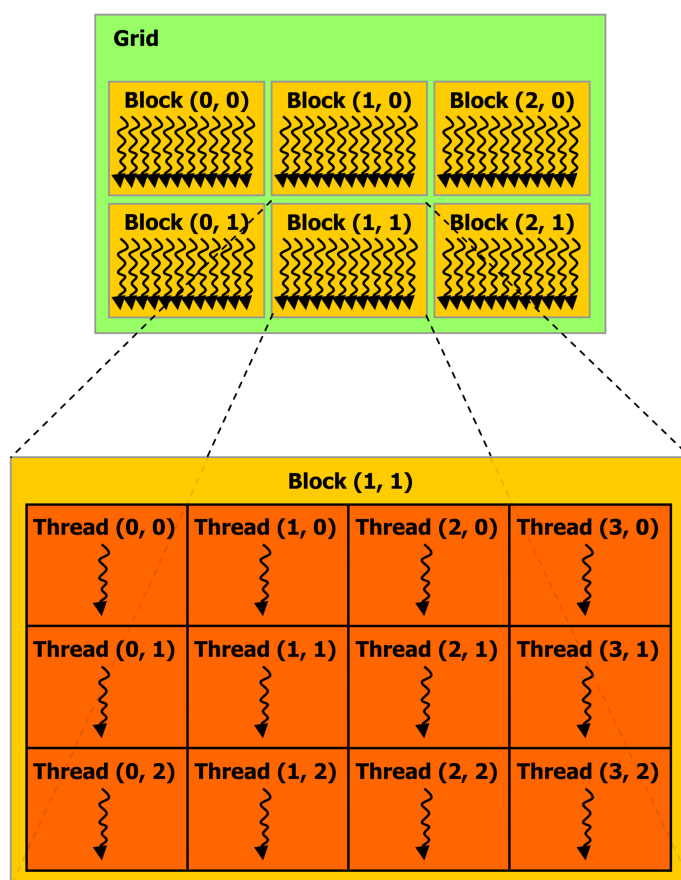 Grid
Block (0, 0) Block (1, 0) Block (2, 0)
Block (0, 1) Block (1, 1) Block (2, 1)
Block (1, 1)
Thread (0, 0) Thread (1, 0) Thread (2, 0) Thread (3, 0)
Thread (0, 1) Thread (1, 1) Thread (2, 1) Thread (3, 1)
Thread (0, 2) Thread (1, 2) Thread (2, 2) Thread (3, 2)